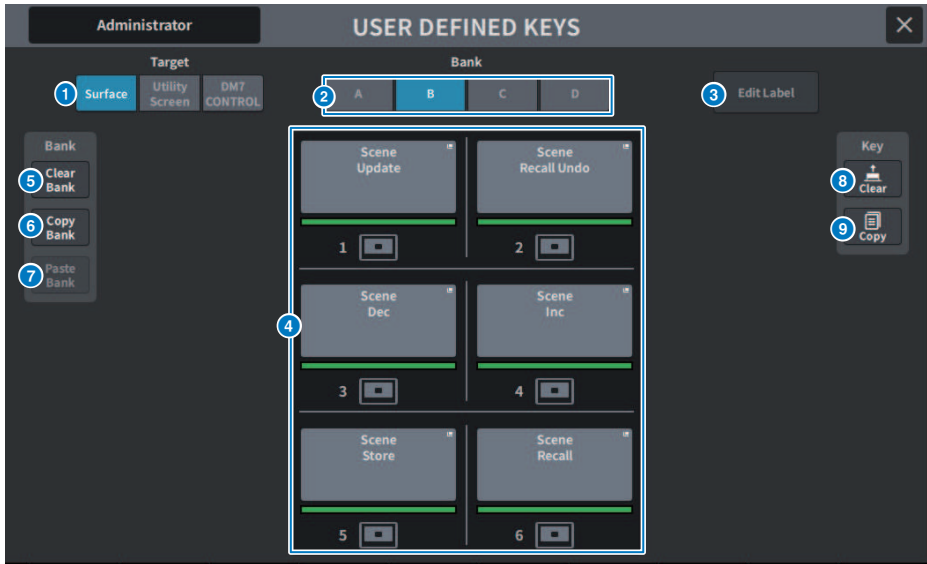 Administrator
USER DEFINED KEYS
Target
Bank
1
Surface
Utility
Screen
DM7
CONTROL
2
A
B
C
D
3
Edit Label
Bank
5
Clear
Bank
6
Copy
Bank
7
Paste
Bank
4
Scene
Update
Scene
Recall Undo
1
2
Scene
Dec
Scene
Inc
3
4
Scene
Store
Scene
Recall
5
6
Key
8
Clear
9
Copy